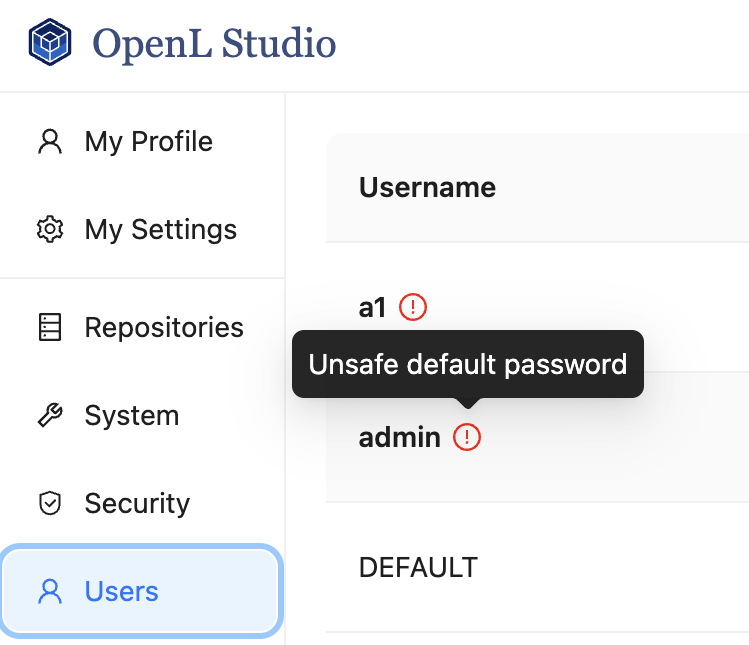 OpenL Studio
My Profile
My Settings
Repositories
System
Security
Users
Username
a1
Unsafe default password
admin
DEFAULT